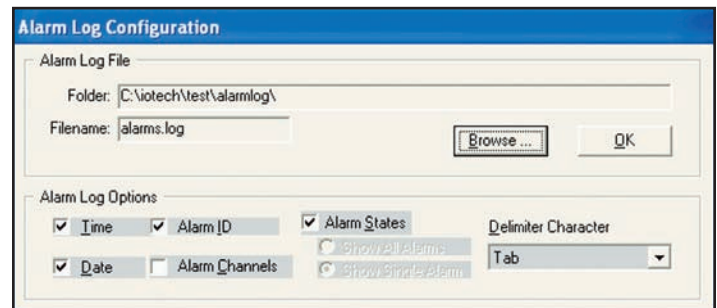 Alarm Log Configuration
Alarm Log File
Folder: C:\iotech\test\alarmlog\
Filename: alarms.log
Browse ... OK
Alarm Log Options
Time Alarm ID Alarm States Delimiter Character
Show All Alarms
Show Single Alarm
Tab
Date Alarm Channels